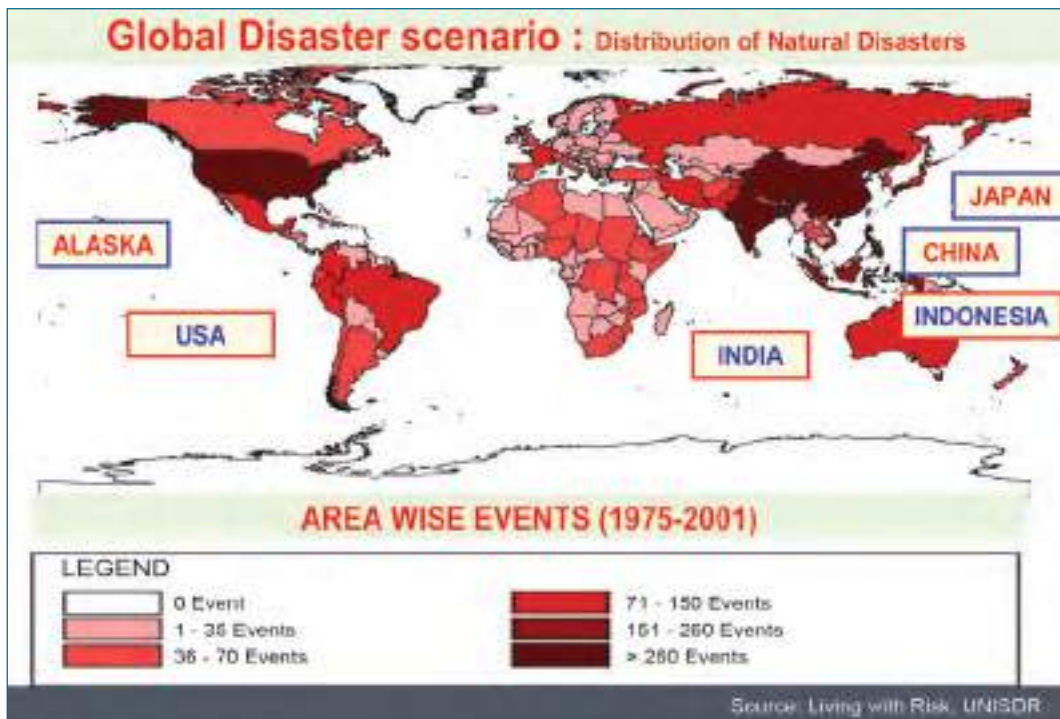 Global Disaster scenario : Distribution of Natural Disasters
JAPAN
ALASKA
CHINA
INDONESIA
USA
INDIA
AREA WISE EVENTS (1975-2001)
LEGEND
0 Event
1 - 35 Events
36 - 70 Events
71 - 150 Events
151 - 260 Events
> 260 Events
Source: Living with Risk, UNISDR